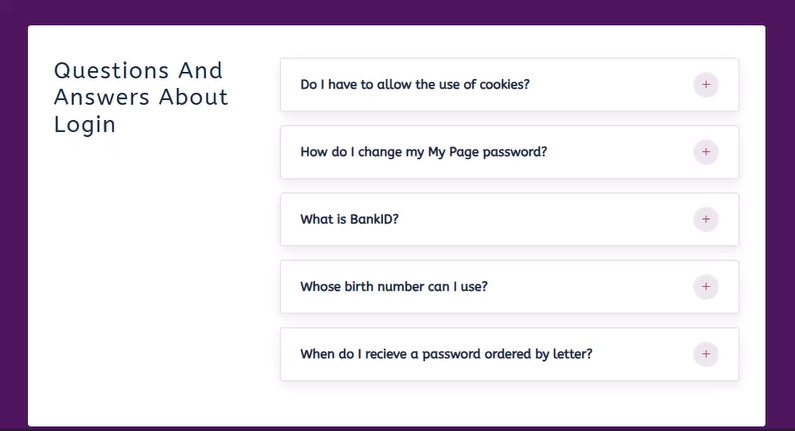 Questions And
Answers About
Login
Do I have to allow the use of cookies?
How do I change my My Page password?
What is BankID?
Whose birth number can I use?
When do I recieve a password ordered by letter?